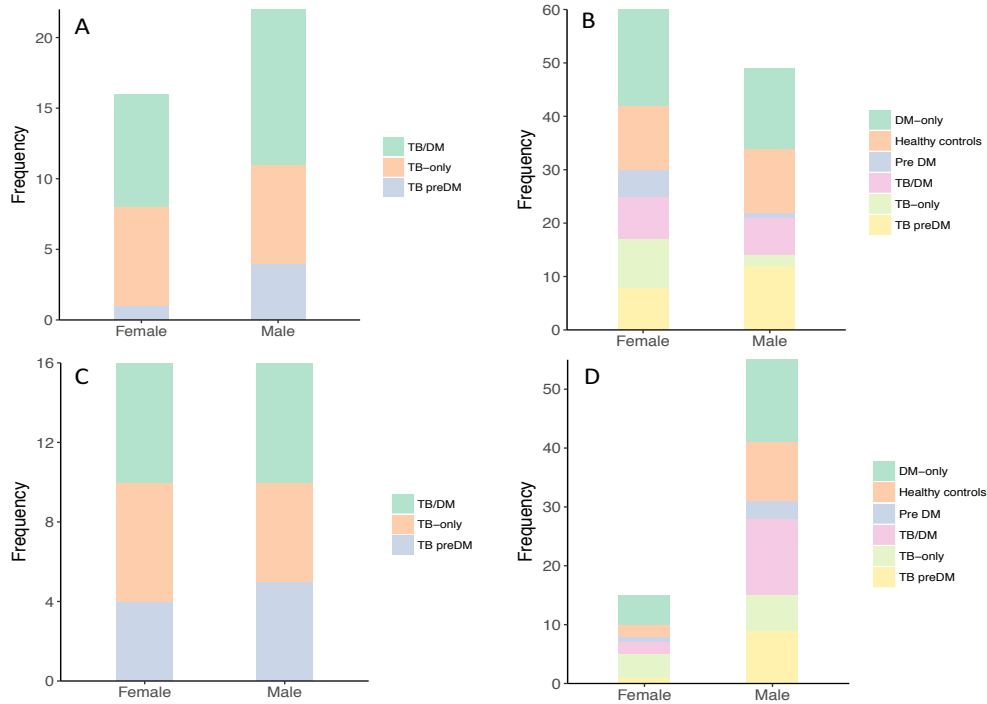 A
Frequency
20
15
10
5
0
Female
Male
TB/DM
TB−only
TB preDM
B
Frequency
60
50
40
30
20
10
0
Female
Male
DM−only
Healthy controls
Pre DM
TB/DM
TB−only
TB preDM
C
Frequency
16
12
8
4
0
Female
Male
TB/DM
TB−only
TB preDM
D
Frequency
50
40
30
20
10
0
Female
Male
DM−only
Healthy controls
Pre DM
TB/DM
TB−only
TB preDM